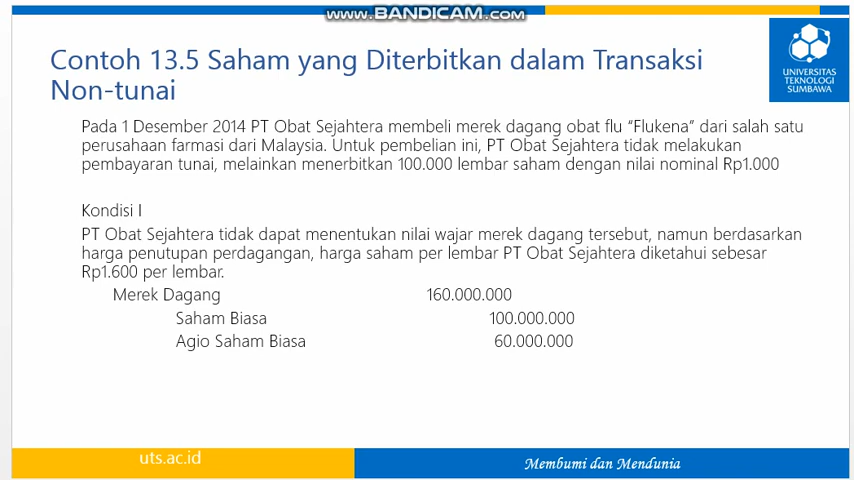 www.BANDICAM.com
Contoh 13.5 Saham yang Diterbitkan dalam Transaksi
Non-tunai
UNIVERSITAS
TEKNOLOGI
SUMBAWA
Pada 1 Desember 2014 PT Obat Sejahtera membeli merek dagang obat flu “Flukena” dari salah satu
perusahaan farmasi dari Malaysia. Untuk pembelian ini, PT Obat Sejahtera tidak melakukan
pembayaran tunai, melainkan menerbitkan 100.000 lembar saham dengan nilai nominal Rp1.000
Kondisi I
PT Obat Sejahtera tidak dapat menentukan nilai wajar merek dagang tersebut, namun berdasarkan
harga penutupan perdagangan, harga saham per lembar PT Obat Sejahtera diketahui sebesar
Rp1.600 per lembar.
Merek Dagang 160.000.000
Saham Biasa 100.000.000
Agio Saham Biasa 60.000.000
uts.ac.id
Membumi dan Mendunia